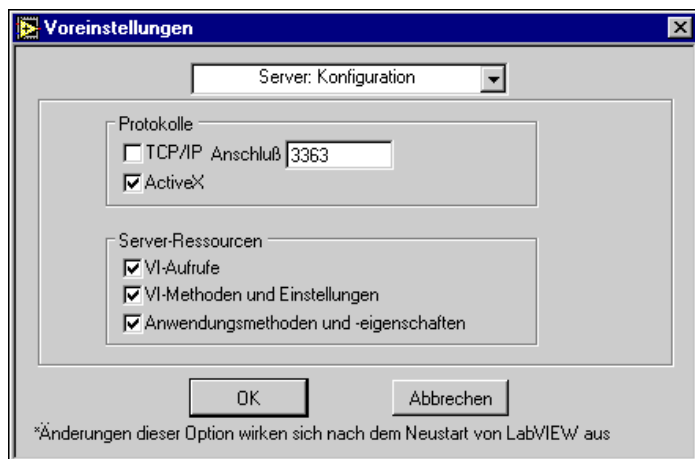 Voreinstellungen
Server: Konfiguration
Protokolle
TCP/IP Anschluß 3363
ActiveX
Server-Ressourcen
VI-Aufrufe
VI-Methoden und Einstellungen
Anwendungsmethoden und -eigenschaften
OK Abbrechen
*Änderungen dieser Option wirken sich nach dem Neustart von LabVIEW aus